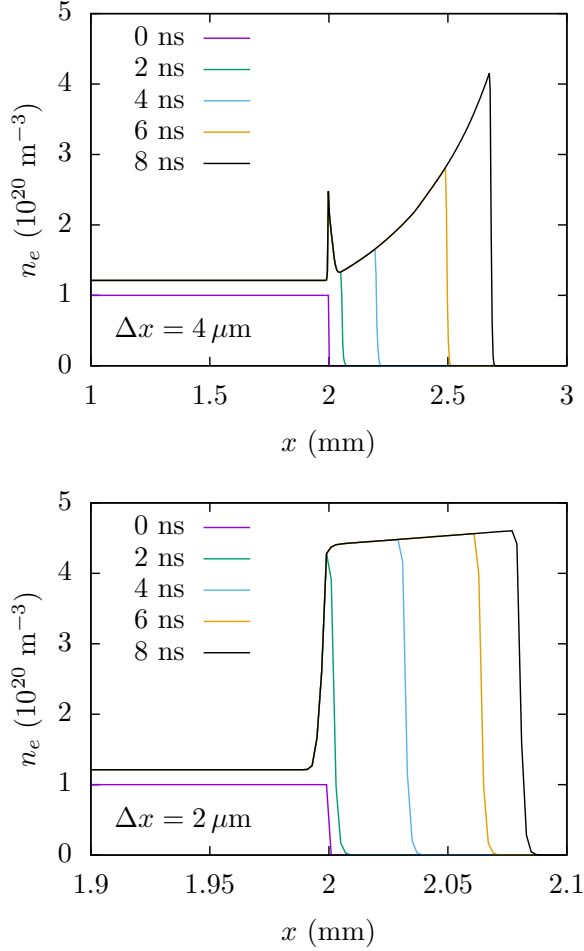 5
4
3
2
1
0
n_e (10^20 m^−3)
0 ns
2 ns
4 ns
6 ns
8 ns
Δx = 4 μm
1 1.5 2 2.5 3
x (mm)
5
4
3
2
1
0
n_e (10^20 m^−3)
0 ns
2 ns
4 ns
6 ns
8 ns
Δx = 2 μm
1.9 1.95 2 2.05 2.1
x (mm)